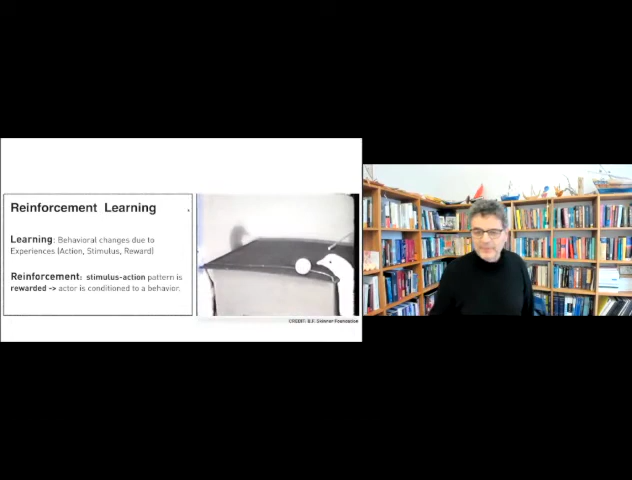 Reinforcement Learning
Learning: Behavioral changes due to
Experiences (Action, Stimulus, Reward)
Reinforcement: stimulus-action pattern is
rewarded -> actor is conditioned to a behavior.
CREDIT: B.F. Skinner Foundation